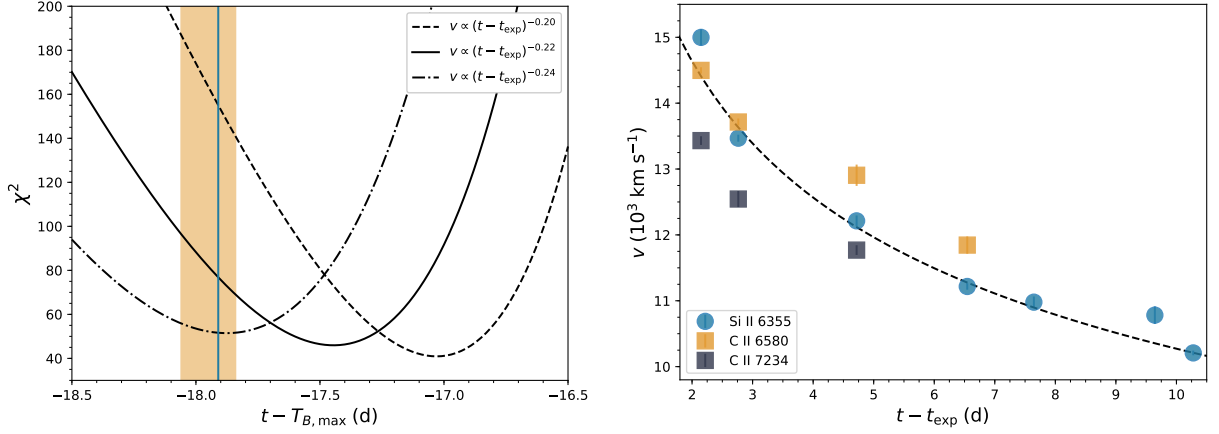 200
180
160
140
120
100
80
60
40
χ²
−18.5
−18.0
−17.5
−17.0
−16.5
t − T_B,max (d)
v ∝ (t − t_exp)^−0.20
v ∝ (t − t_exp)^−0.22
v ∝ (t − t_exp)^−0.24
15
14
13
12
11
10
v (10³ km s⁻¹)
Si II 6355
C II 6580
C II 7234
2
3
4
5
6
7
8
9
10
t − t_exp (d)